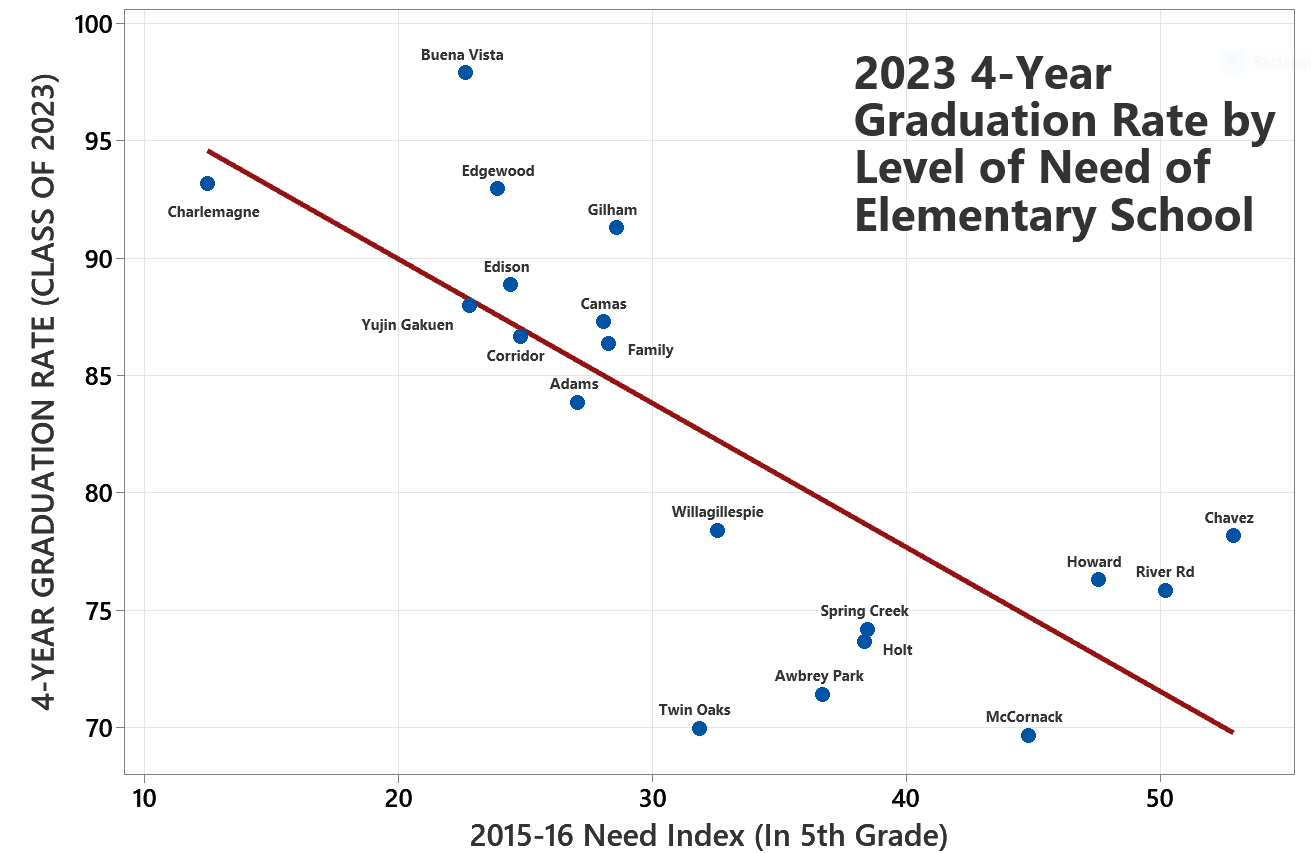 2023 4-Year
Graduation Rate by
Level of Need of
Elementary School
4-YEAR GRADUATION RATE (CLASS OF 2023)
100
95
90
85
80
75
70
Buena Vista
Edgewood
Charlemagne
Gilham
Edison
Camas
Yujin Gakuen
Corridor
Family
Adams
Willagillespie
Chavez
Howard
River Rd
Spring Creek
Holt
Awbrey Park
Twin Oaks
McCornack
10 20 30 40 50
2015-16 Need Index (In 5th Grade)